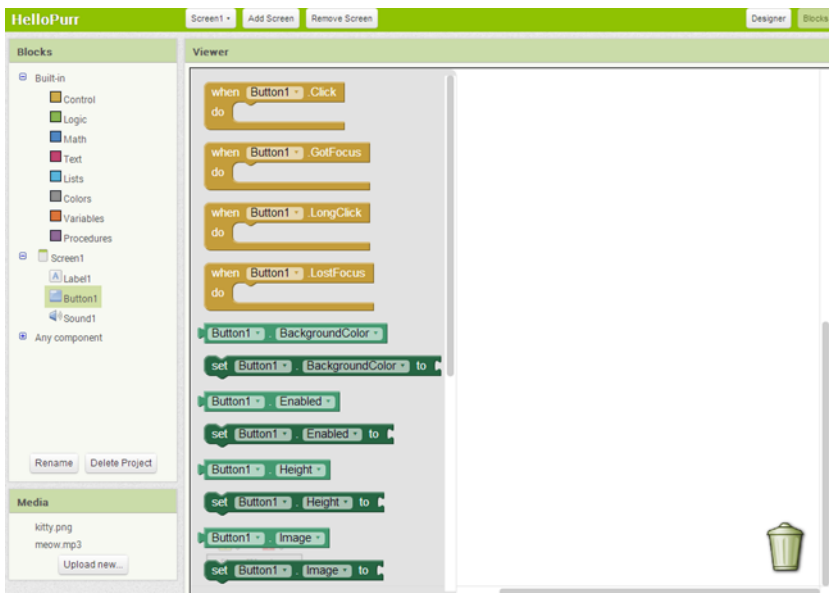 HelloPurr
Screen1 Add Screen Remove Screen Designer Blocks
Blocks
Built-in
Control
Logic
Math
Text
Lists
Colors
Variables
Procedures
Screen1
Label1
Button1
Sound1
Any component
Rename Delete Project
Media
kitty.png
meow.mp3
Upload new...
Viewer
when Button1 .Click
do
when Button1 .GotFocus
do
when Button1 .LongClick
do
when Button1 .LostFocus
do
Button1 . BackgroundColor
set Button1 . BackgroundColor to
Button1 . Enabled
set Button1 . Enabled to
Button1 . Height
set Button1 . Height to
Button1 . Image
set Button1 . Image to